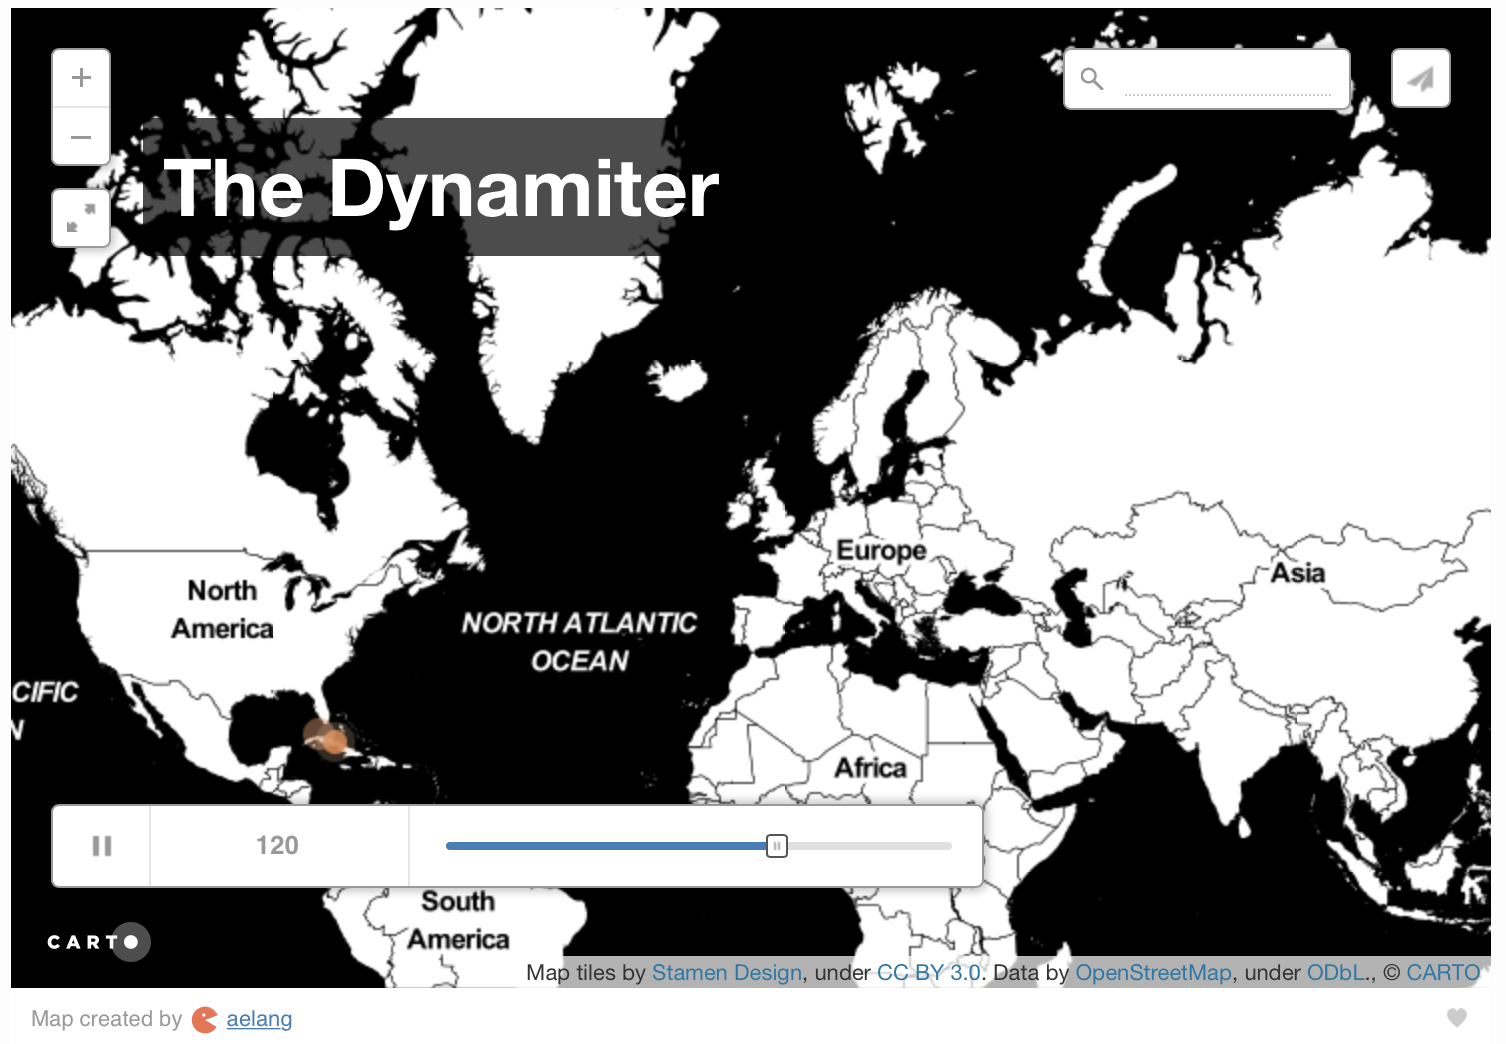 The Dynamiter
Europe
Asia
North
America
NORTH ATLANTIC
OCEAN
CIFIC
N
Africa
120
South
America
CARTO
Map tiles by Stamen Design, under CC BY 3.0. Data by OpenStreetMap, under ODbL., © CARTO
Map created by aelang